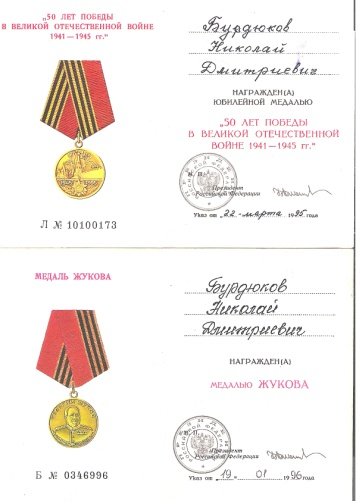 „50 ЛЕТ ПОБЕДЫ
В ВЕЛИКОЙ ОТЕЧЕСТВЕННОЙ ВОЙНЕ
1941—1945 гг.“
Л № 10100173
Бурдюков
Николай
Дмитриевич
НАГРАЖДЕН(А)
ЮБИЛЕЙНОЙ МЕДАЛЬЮ
„50 ЛЕТ ПОБЕДЫ
В ВЕЛИКОЙ ОТЕЧЕСТВЕННОЙ
ВОЙНЕ 1941—1945 гг.“
М. П.
Президент
Российской Федерации
Указ от „22“ марта 1995 года
МЕДАЛЬ ЖУКОВА
Б № 0346996
Бурдюков
Николай
Дмитриевич
НАГРАЖДЕН(А)
МЕДАЛЬЮ ЖУКОВА
Президент
Российской Федерации
Указ от „19“ 01 1996 года